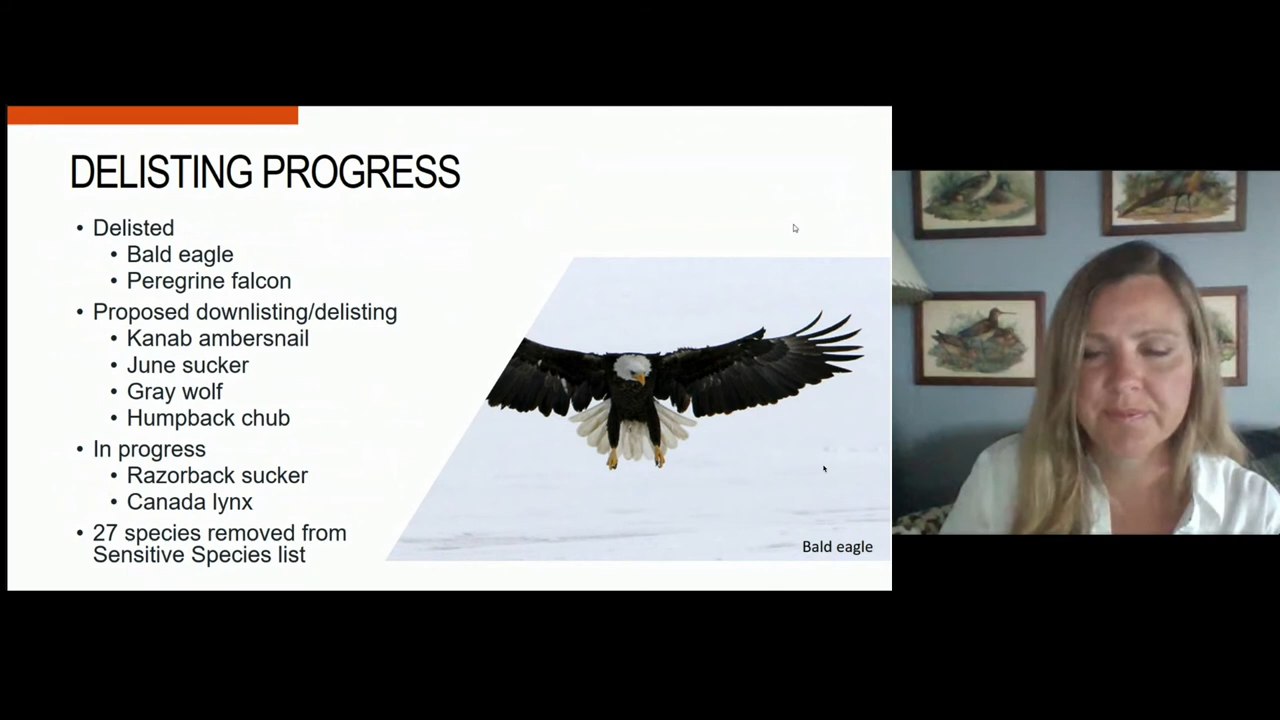 DELISTING PROGRESS
• Delisted
• Bald eagle
• Peregrine falcon
• Proposed downlisting/delisting
• Kanab ambersnail
• June sucker
• Gray wolf
• Humpback chub
• In progress
• Razorback sucker
• Canada lynx
• 27 species removed from
Sensitive Species list
Bald eagle